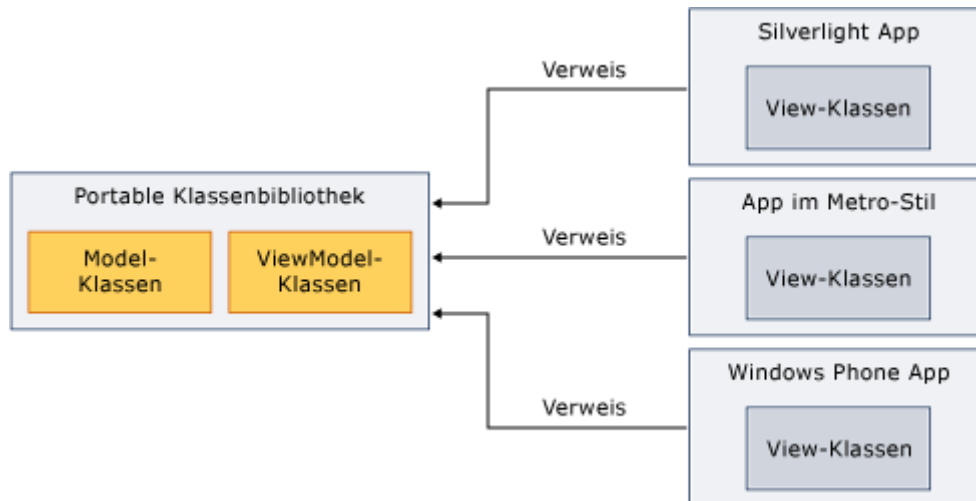 Silverlight App
Verweis
View-Klassen
Portable Klassenbibliothek
Model-
Klassen
ViewModel-
Klassen
App im Metro-Stil
Verweis
View-Klassen
Windows Phone App
Verweis
View-Klassen